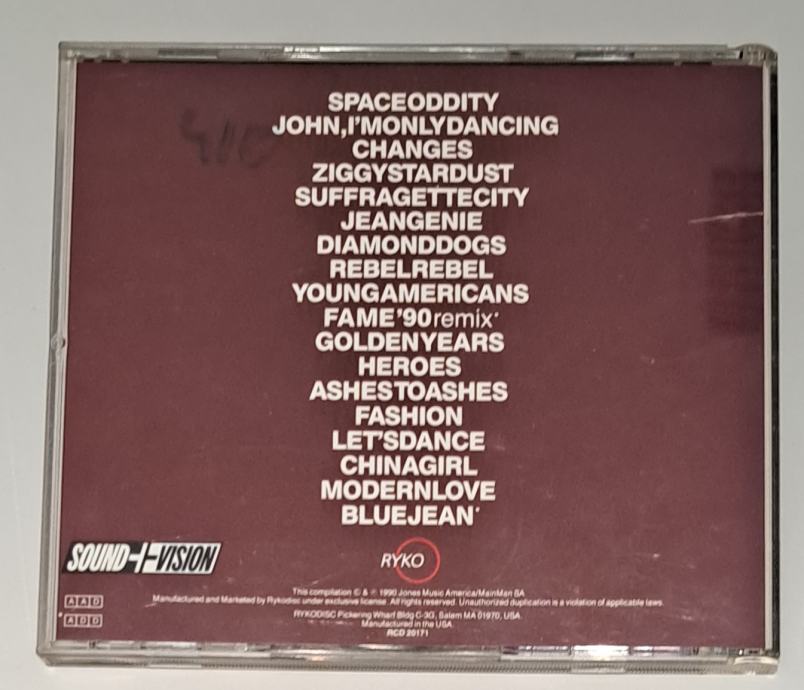 SPACEODDITY
JOHN,I'MONLYDANCING
CHANGES
ZIGGYSTARDUST
SUFFRAGETTECITY
JEANGENIE
DIAMONDDOGS
REBELREBEL
YOUNGAMERICANS
FAME'90remix*
GOLDENYEARS
HEROES
ASHESTOASHES
FASHION
LET'SDANCE
CHINAGIRL
MODERNLOVE
BLUEJEAN*
SOUND+VISION
RYKO
This compilation © & ℗ 1990 Jones Music America/MainMan SA
Manufactured and Marketed by Rykodisc under exclusive license. All rights reserved. Unauthorized duplication is a violation of applicable laws.
AAD
*ADD
RYKODISC Pickering Wharf Bldg C-3G, Salem MA 01970, USA
Manufactured in the USA
RCD 20171